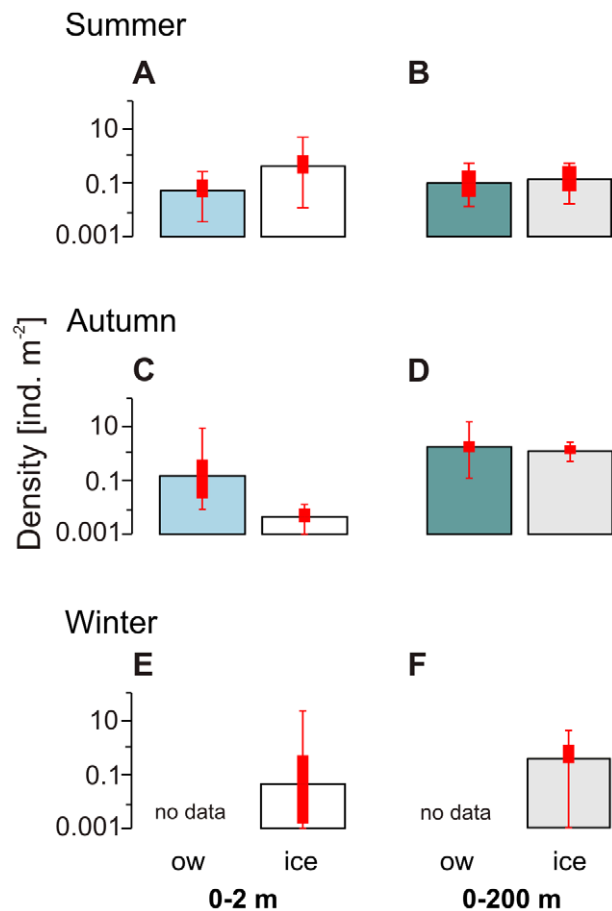 Summer
A B
10
0.1
0.001
Autumn
C D
10
0.1
0.001
Density [ind. m⁻²]
Winter
E F
10
0.1
0.001
no data no data
ow ice ow ice
0-2 m 0-200 m